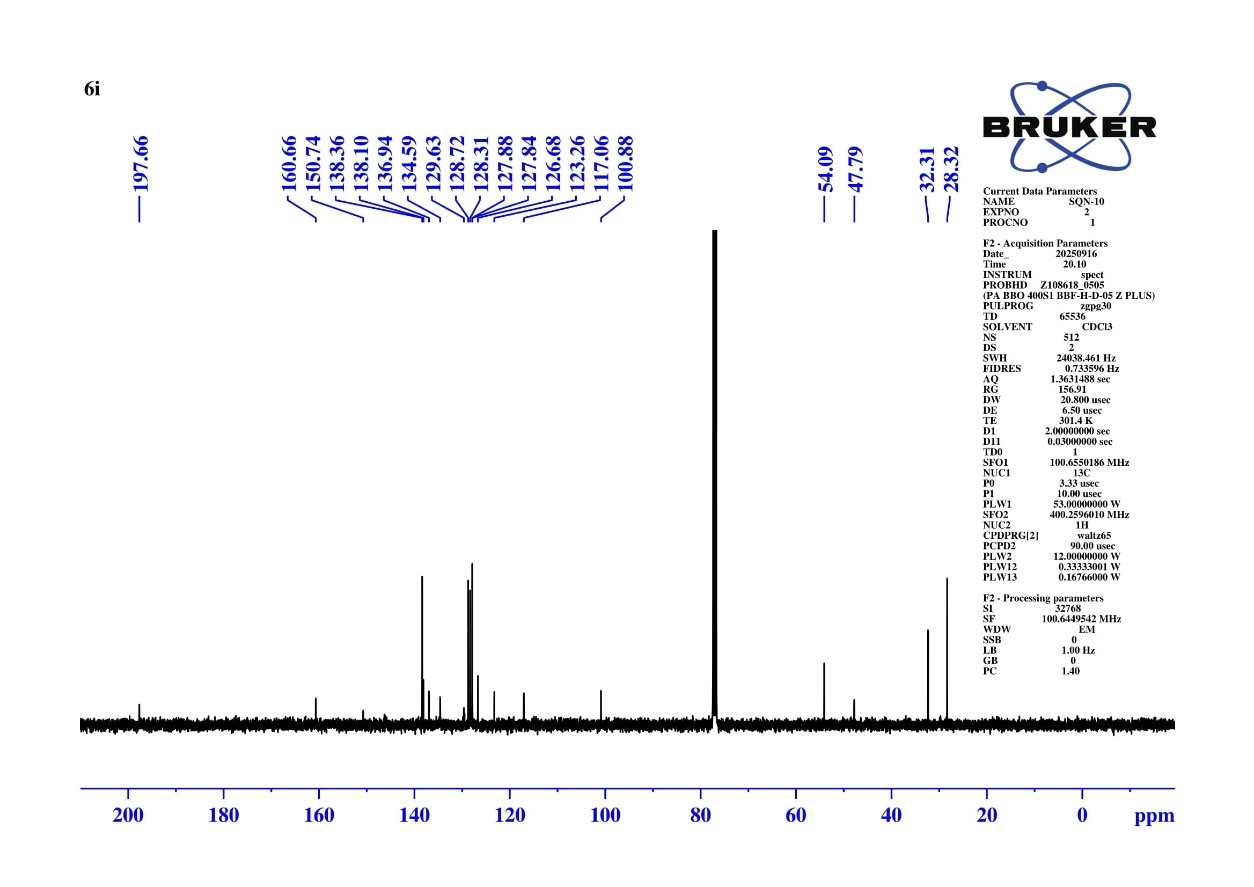 6i
197.66
160.66
150.74
138.36
138.10
136.94
134.59
129.63
128.72
128.31
127.88
127.84
126.68
123.26
117.06
100.88
54.09
47.79
32.31
28.32
BRUKER
Current Data Parameters
NAME SQN-10
EXPNO 2
PROCNO 1
F2 - Acquisition Parameters
Date_ 20250916
Time 20.10
INSTRUM spect
PROBHD Z108618_0505
(PA BBO 400S1 BBF-H-D-05 Z PLUS)
PULPROG zgpg30
TD 65536
SOLVENT CDCl3
NS 512
DS 2
SWH 24038.461 Hz
FIDRES 0.733596 Hz
AQ 1.3631488 sec
RG 156.91
DW 20.800 usec
DE 6.50 usec
TE 301.4 K
D1 2.00000000 sec
D11 0.03000000 sec
TD0 1
SFO1 100.6550186 MHz
NUC1 13C
P0 3.33 usec
P1 10.00 usec
PLW1 53.00000000 W
SFO2 400.2596010 MHz
NUC2 1H
CPDPRG[2] waltz65
PCPD2 90.00 usec
PLW2 12.00000000 W
PLW12 0.33333001 W
PLW13 0.16766000 W
F2 - Processing parameters
SI 32768
SF 100.6449542 MHz
WDW EM
SSB 0
LB 1.00 Hz
GB 0
PC 1.40
200 180 160 140 120 100 80 60 40 20 0 ppm